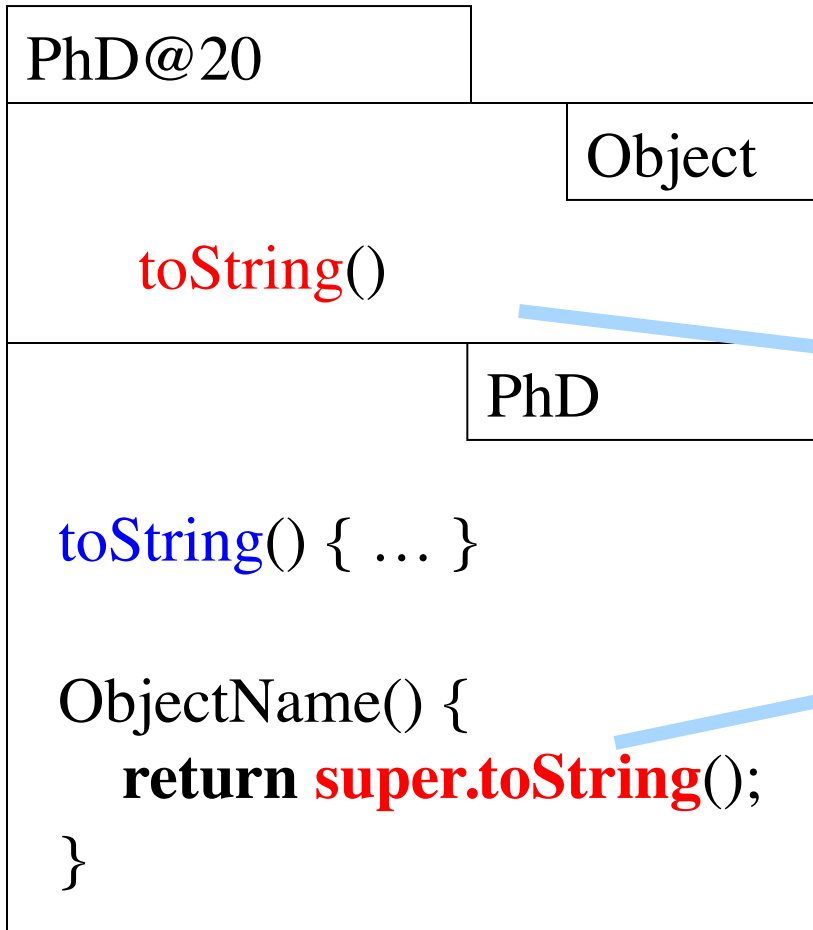 PhD@20
Object
toString()
PhD
toString() { … }
ObjectName() {
return super.toString();
}